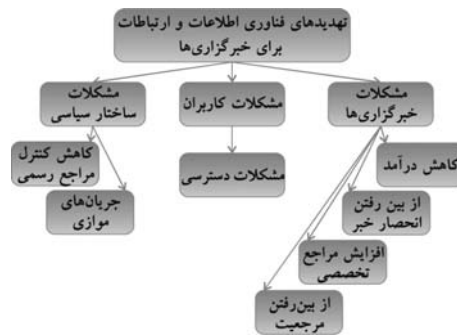 تهدیدهای فناوری اطلاعات و ارتباطات
برای خبرگزاری‌ها
مشکلات
خبرگزاری‌ها
مشکلات کاربران
مشکلات
ساختار سیاسی
کاهش درآمد
از بین رفتن
انحصار خبر
افزایش مراجع
تخصصی
از بین‌رفتن
مرجعیت
مشکلات دسترسی
کاهش کنترل
مراجع رسمی
جریان‌های
موازی